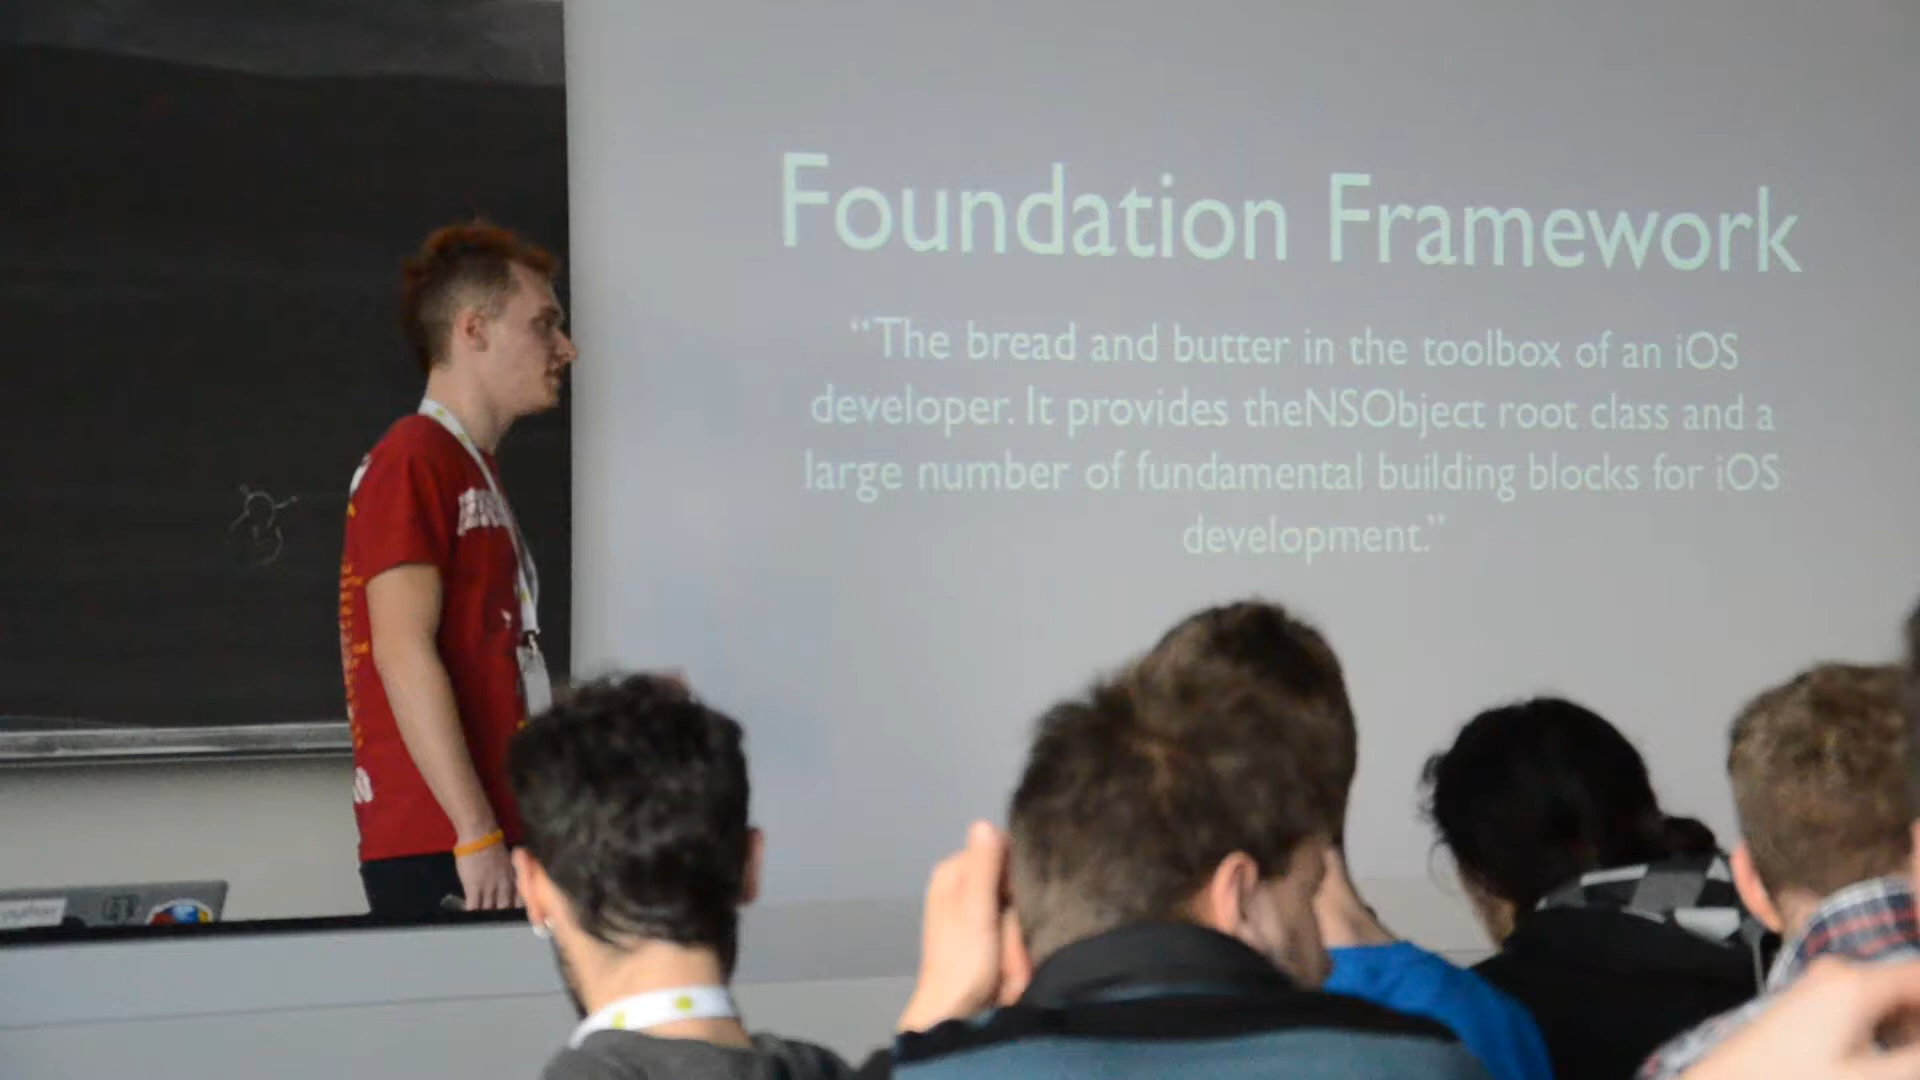 Foundation Framework
“The bread and butter in the toolbox of an iOS
developer. It provides theNSObject root class and a
large number of fundamental building blocks for iOS
development.”
python